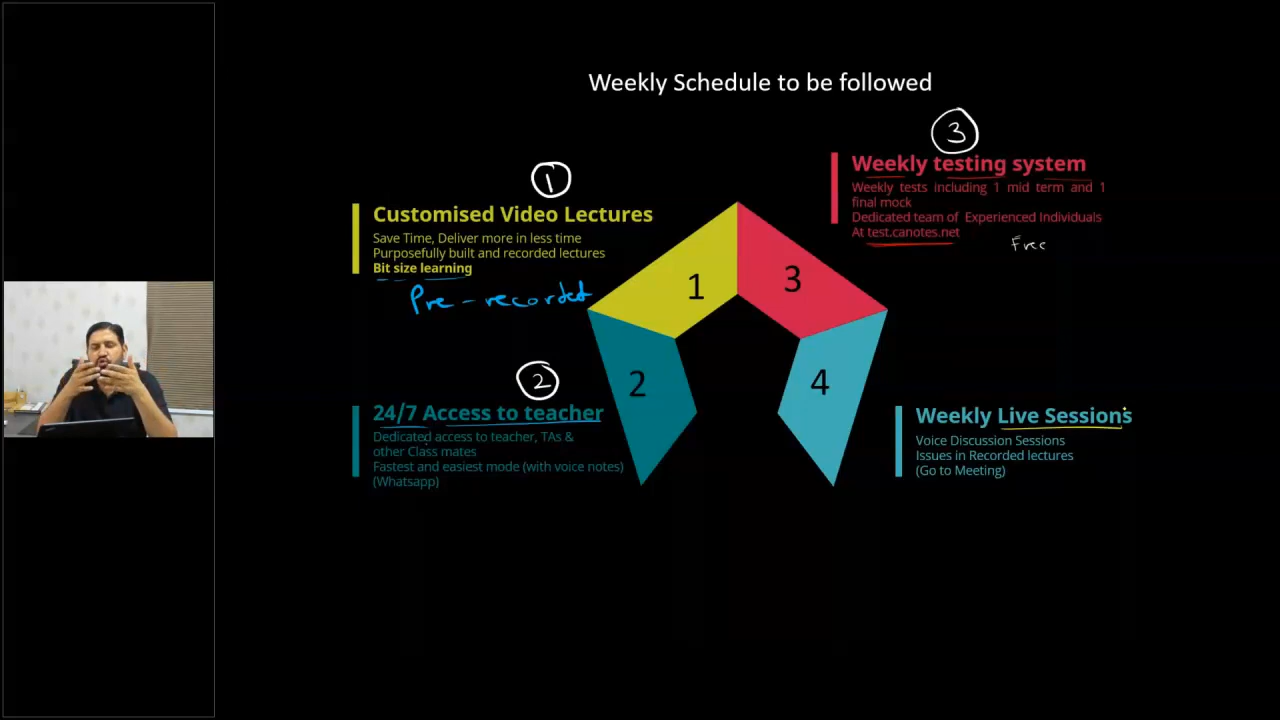 Weekly Schedule to be followed
1
Customised Video Lectures
Save Time, Deliver more in less time
Purposefully built and recorded lectures
Bit size learning
Pre-recorded
2
24/7 Access to teacher
Dedicated access to teacher, TAs &
other Class mates
Fastest and easiest mode (with voice notes)
(Whatsapp)
3
Weekly testing system
Weekly tests including 1 mid term and 1
final mock
Dedicated team of Experienced Individuals
At test.canotes.net
Free
Weekly Live Sessions
Voice Discussion Sessions
Issues in Recorded lectures
(Go to Meeting)
1
3
2
4